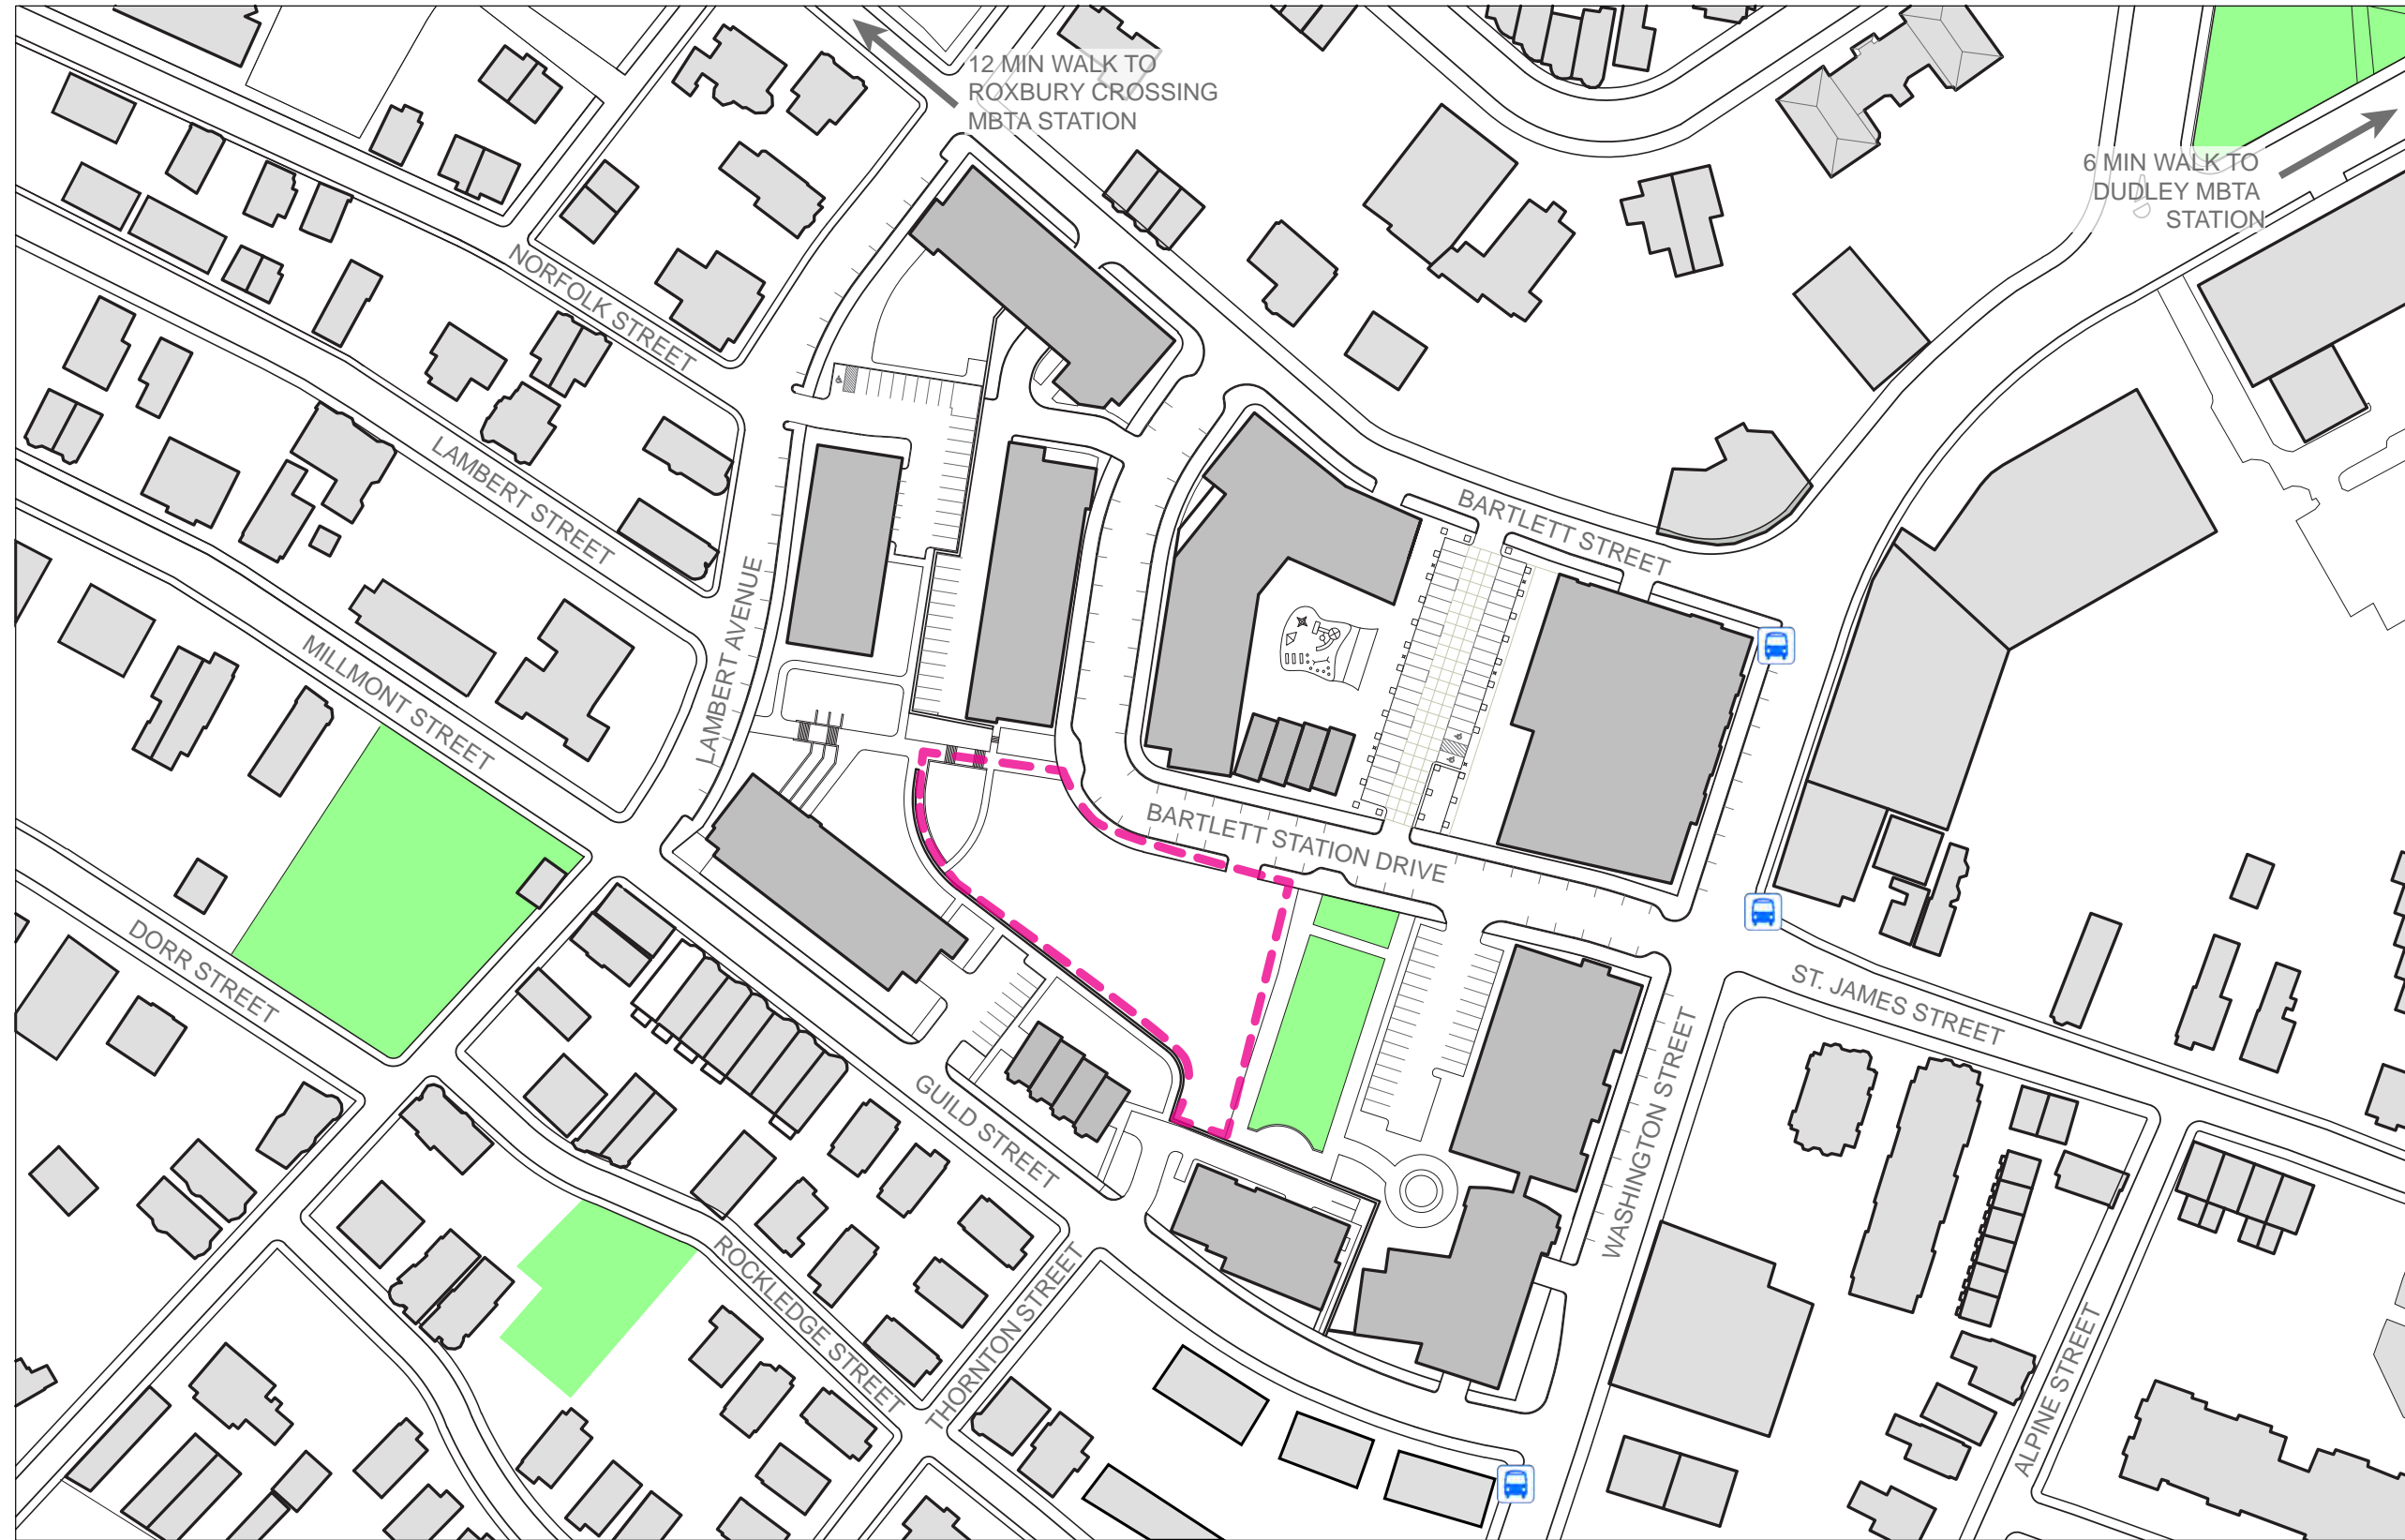 12 MIN WALK TO
ROXBURY CROSSING
MBTA STATION
6 MIN WALK TO
DUDLEY MBTA
STATION
NORFOLK STREET
LAMBERT STREET
BARTLETT STREET
LAMBERT AVENUE
MILLMONT STREET
BARTLETT STATION DRIVE
DORR STREET
ST. JAMES STREET
GUILD STREET
WASHINGTON STREET
ROCKLEDGE STREET
THORNTON STREET
ALPINE STREET